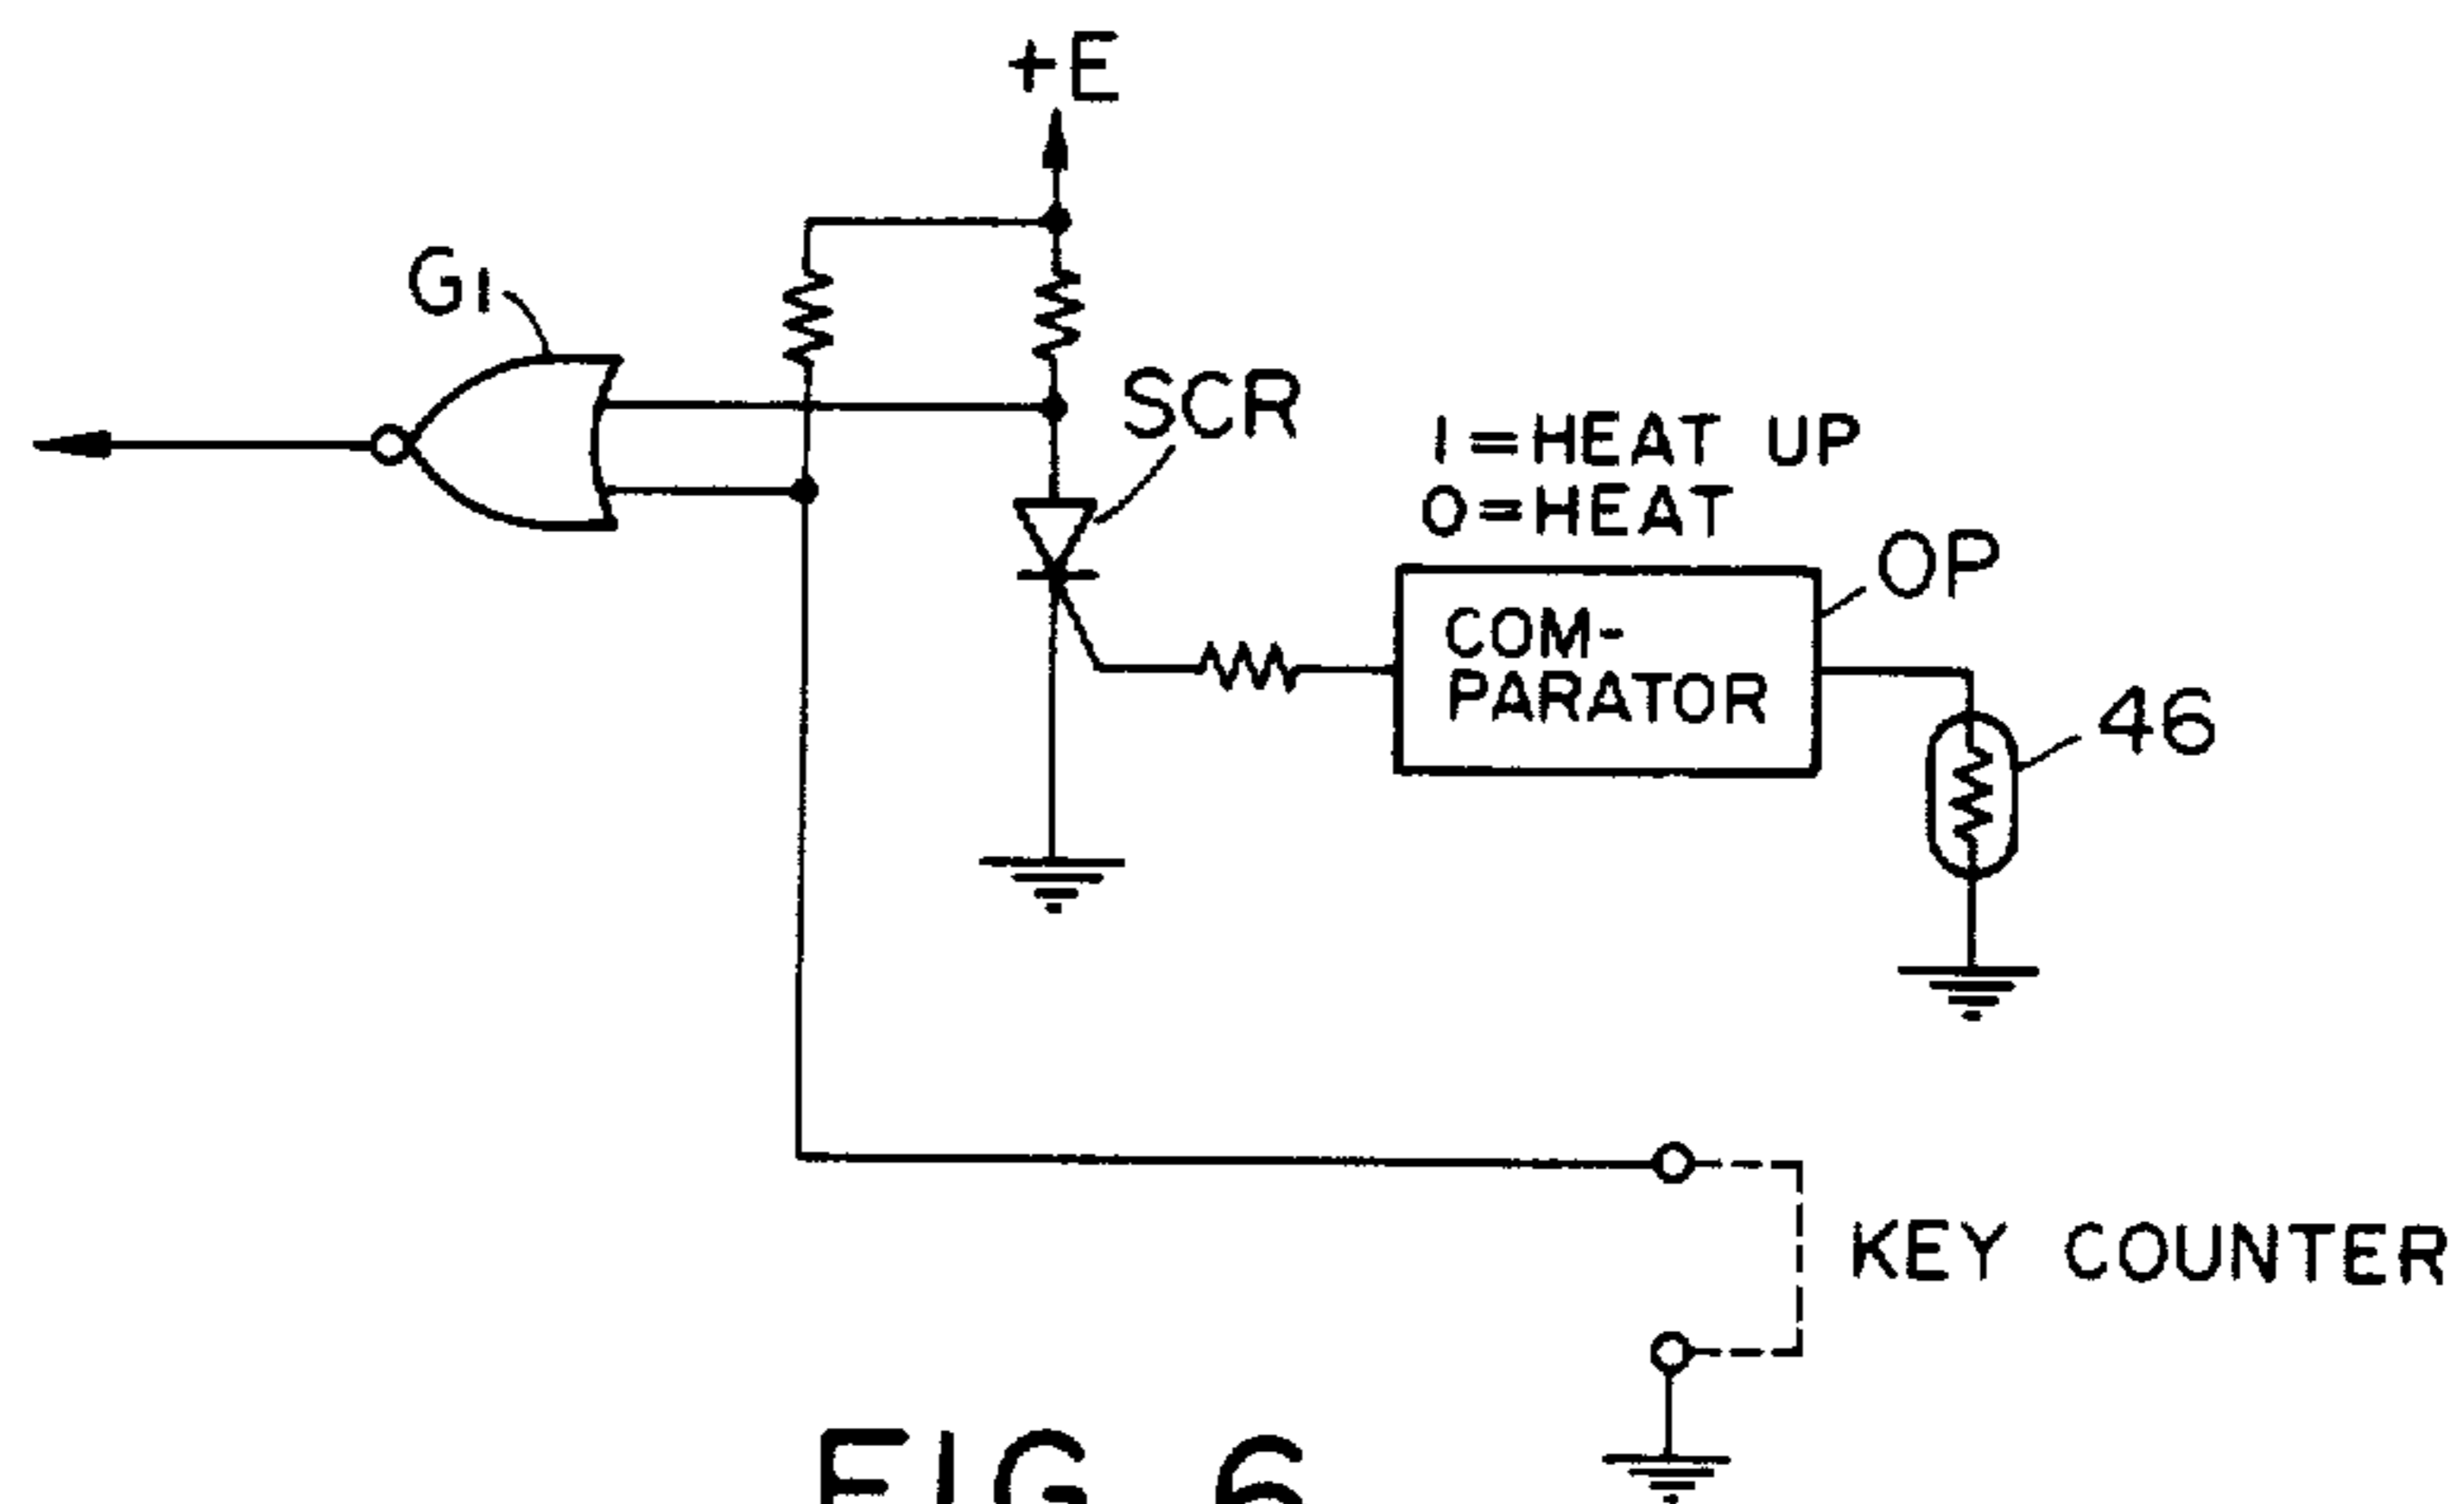 +E
G1
SCR
1=HEAT UP
0=HEAT
OP
COM-
PARATOR
46
KEY COUNTER
FIG 6